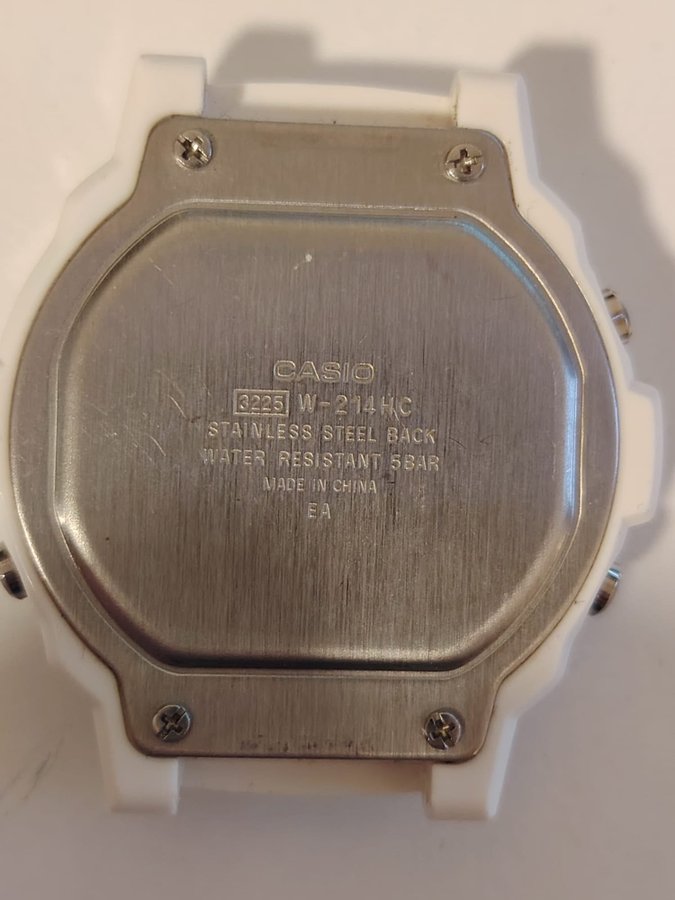 CASIO
3225 W-214HC
STAINLESS STEEL BACK
WATER RESISTANT 5BAR
MADE IN CHINA
EA